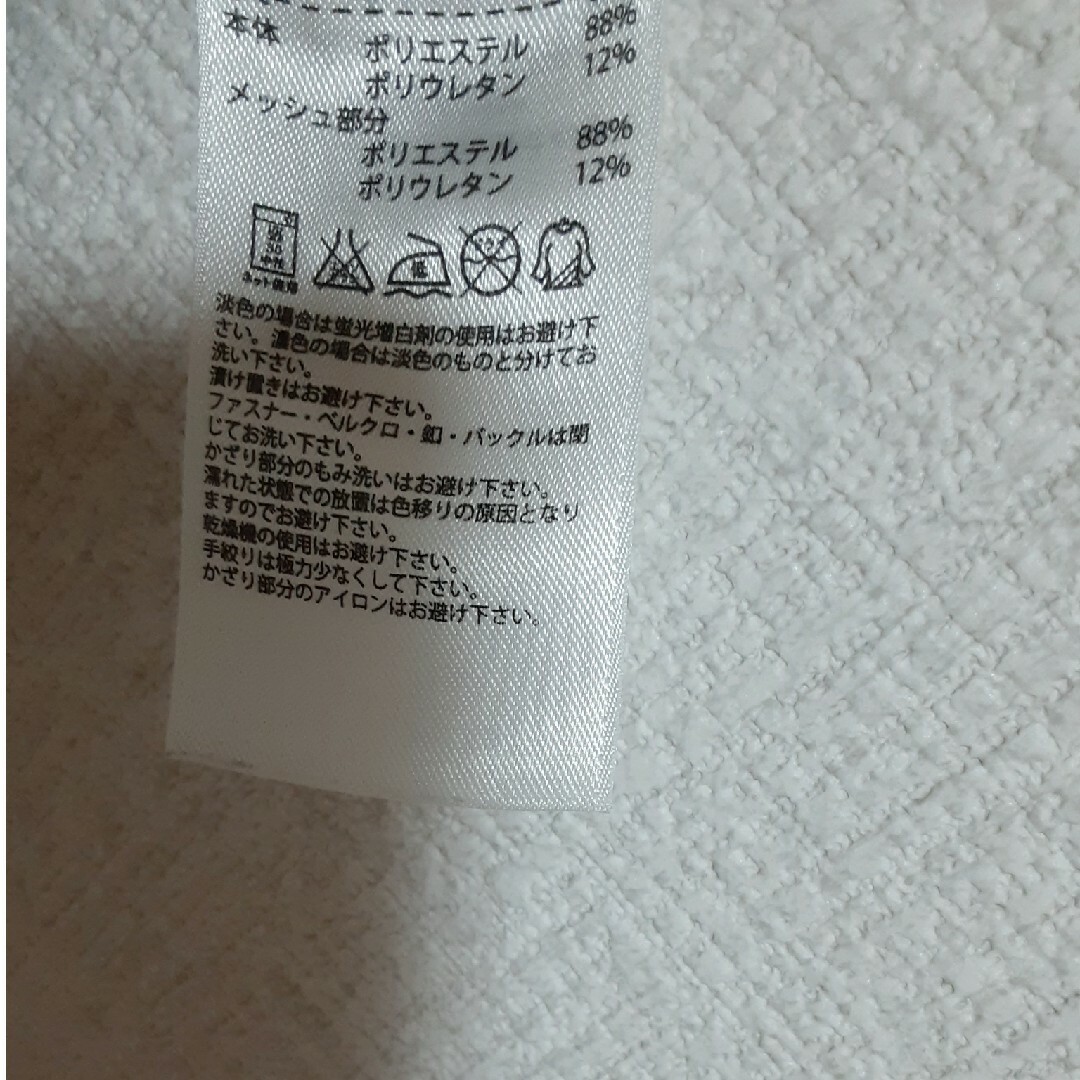 本体
ポリエステル 88%
ポリウレタン 12%
メッシュ部分
ポリエステル 88%
ポリウレタン 12%
弱
30
中性
ネット使用
低
淡色の場合は蛍光増白剤の使用はお避け下
さい。濃色の場合は淡色のものと分けてお
洗い下さい。
漬け置きはお避け下さい。
ファスナー・ベルクロ・釦・バックルは閉
じてお洗い下さい。
かざり部分のもみ洗いはお避け下さい。
濡れた状態での放置は色移りの原因となり
ますのでお避け下さい。
乾燥機の使用はお避け下さい。
手絞りは極力少なくして下さい。
かざり部分のアイロンはお避け下さい。